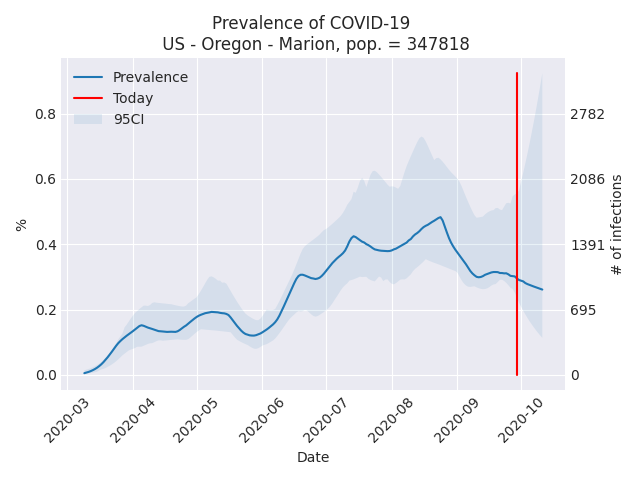 Prevalence of COVID-19
US - Oregon - Marion, pop. = 347818
Prevalence
Today
95CI
%
0.8
0.6
0.4
0.2
0.0
2782
2086
1391
695
0
# of infections
2020-03
2020-04
2020-05
2020-06
2020-07
2020-08
2020-09
2020-10
Date